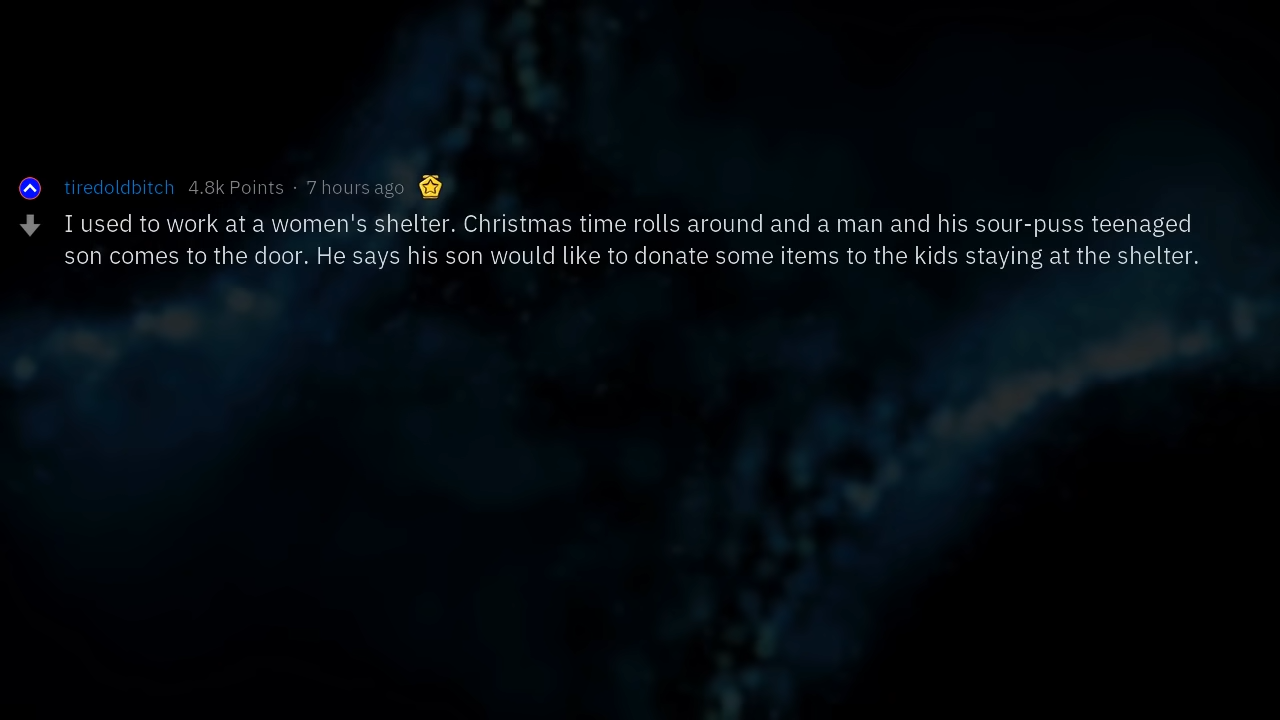 tiredoldbitch 4.8k Points · 7 hours ago
I used to work at a women's shelter. Christmas time rolls around and a man and his sour-puss teenaged
son comes to the door. He says his son would like to donate some items to the kids staying at the shelter.